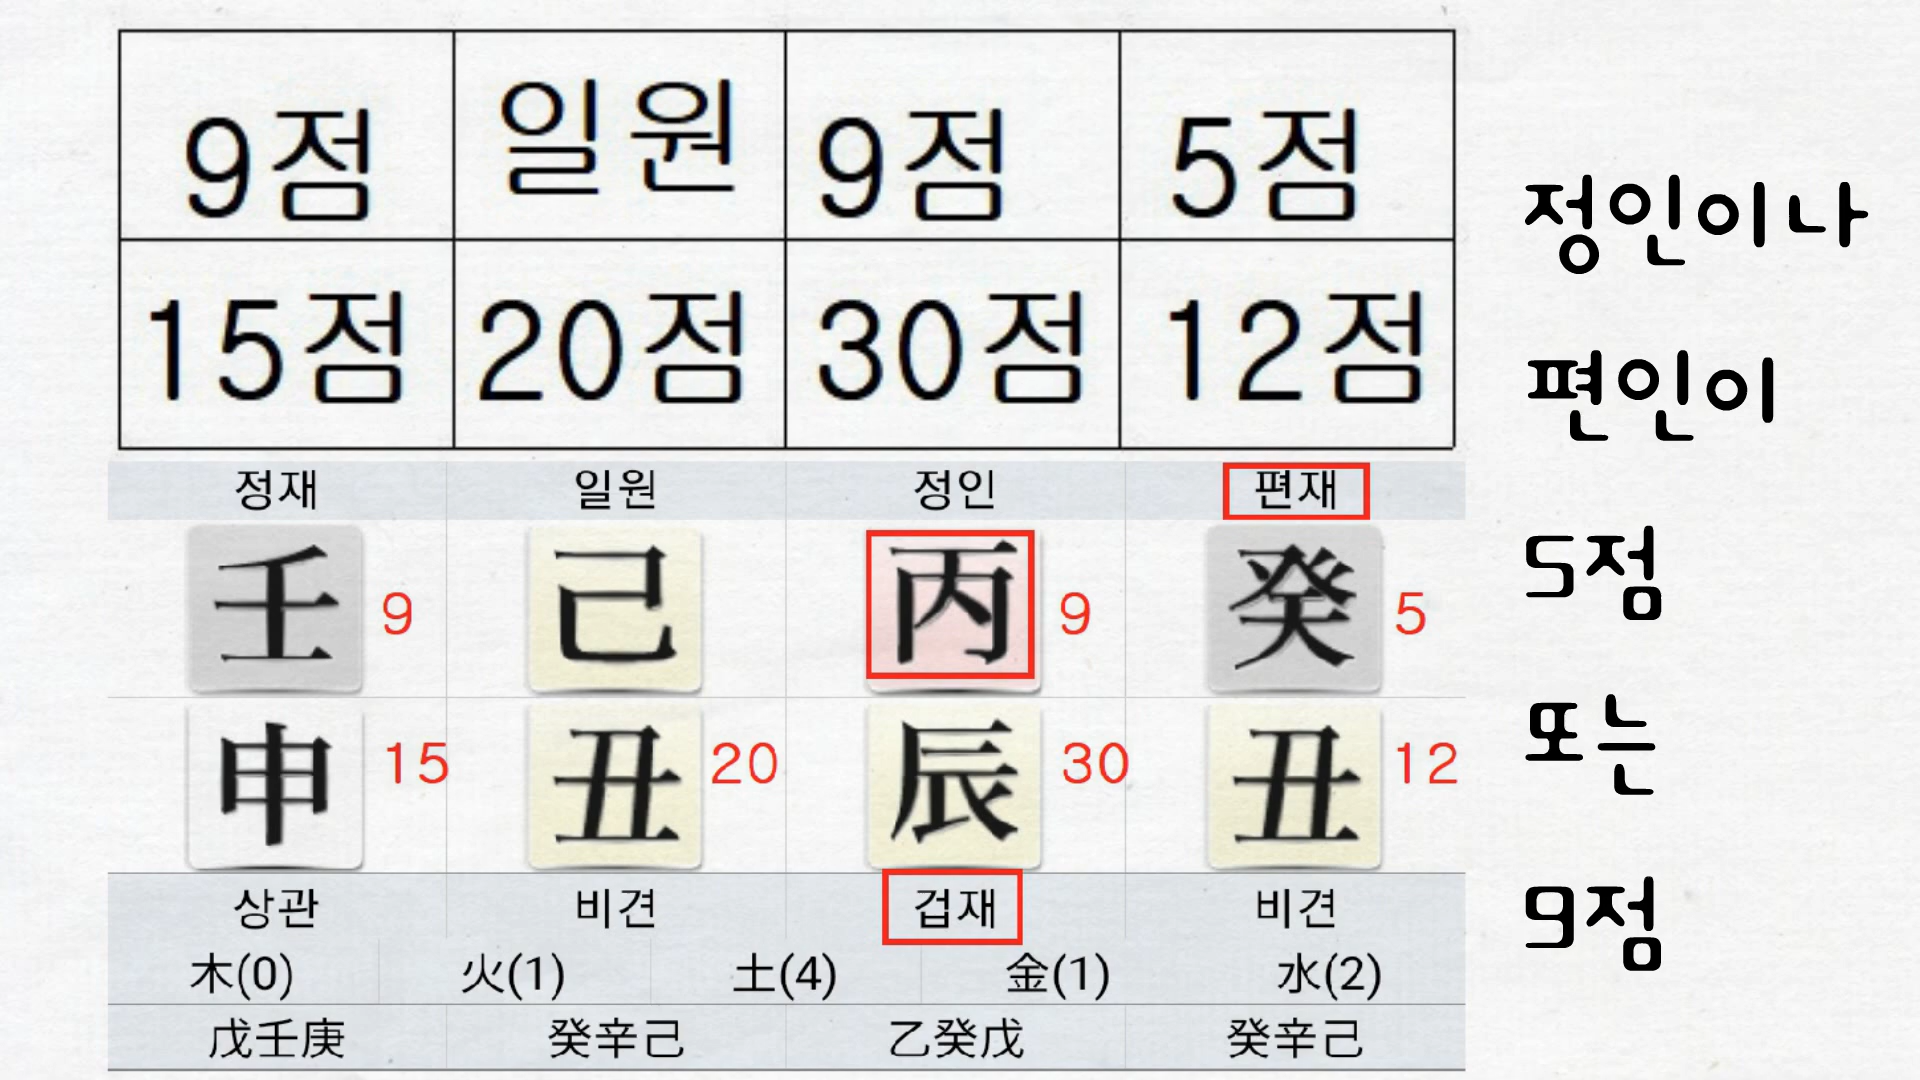 9점 일원 9점 5점
15점 20점 30점 12점
정재 일원 정인 편재
壬 9 己 丙 9 癸 5
申 15 丑 20 辰 30 丑 12
상관 비견 겁재 비견
木(0) 火(1) 土(4) 金(1) 水(2)
戊壬庚 癸辛己 乙癸戊 癸辛己
정인이나
편인이
5점
또는
9점